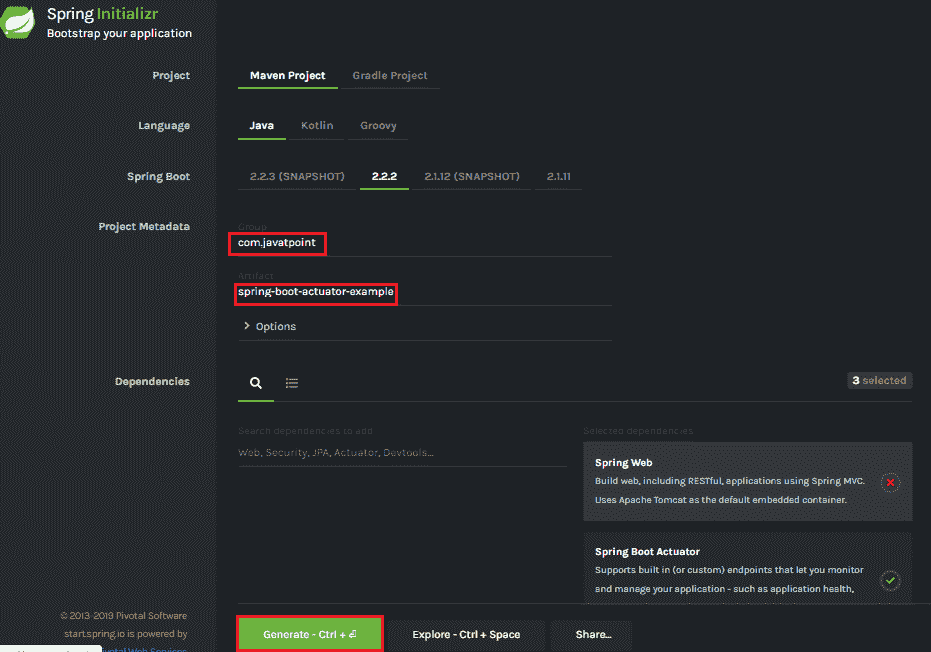 Spring Initializr
Bootstrap your application
Project
Maven Project Gradle Project
Language
Java Kotlin Groovy
Spring Boot
2.2.3 (SNAPSHOT) 2.2.2 2.1.12 (SNAPSHOT) 2.1.11
Project Metadata
Group
com.javatpoint
Artifact
spring-boot-actuator-example
Options
Dependencies
3 selected
Search dependencies to add
Web, Security, JPA, Actuator, Devtools...
Selected dependencies
Spring Web
Build web, including RESTful, applications using Spring MVC.
Uses Apache Tomcat as the default embedded container.
Spring Boot Actuator
Supports built in (or custom) endpoints that let you monitor
and manage your application - such as application health,
© 2013-2019 Pivotal Software
start.spring.io is powered by
Pivotal Web Services
Generate - Ctrl + ⏎
Explore - Ctrl + Space
Share...